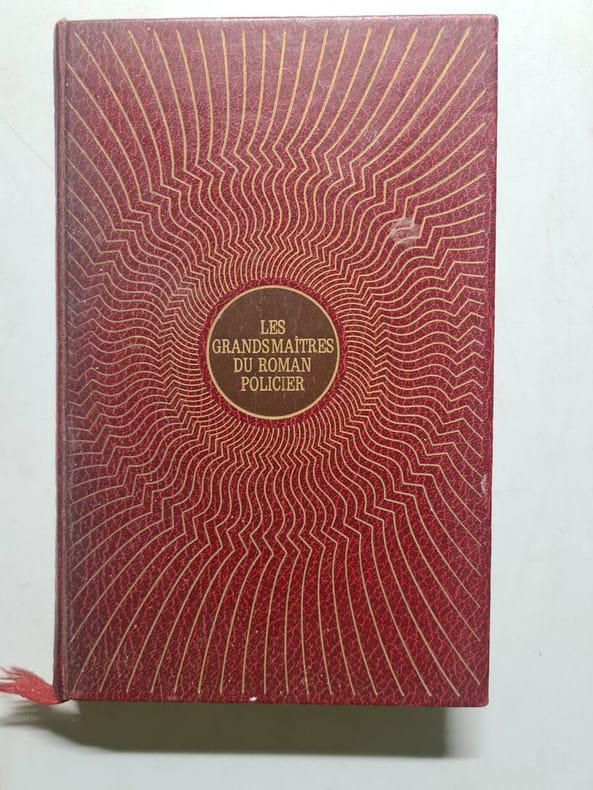 LES
GRANDS MAÎTRES
DU ROMAN
POLICIER